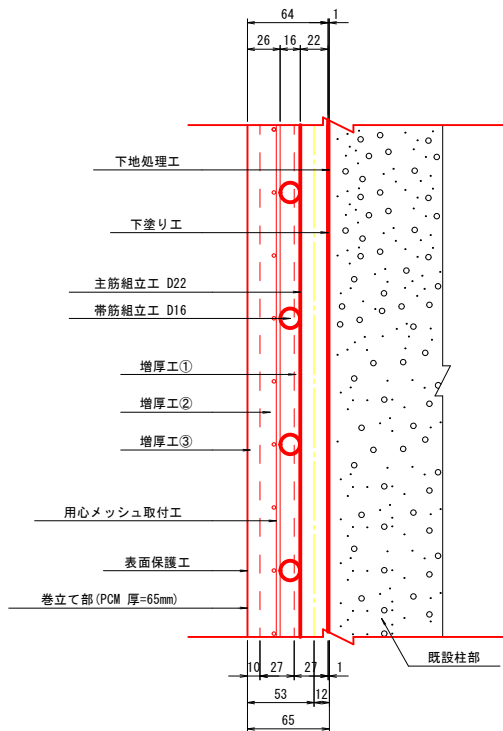 64
1
26
16
22
下地処理工
下塗り工
主筋組立工 D22
帯筋組立工 D16
増厚工①
増厚工②
増厚工③
用心メッシュ取付工
表面保護工
巻立て部(PCM 厚=65mm)
既設柱部
10
27
27
1
53
12
65